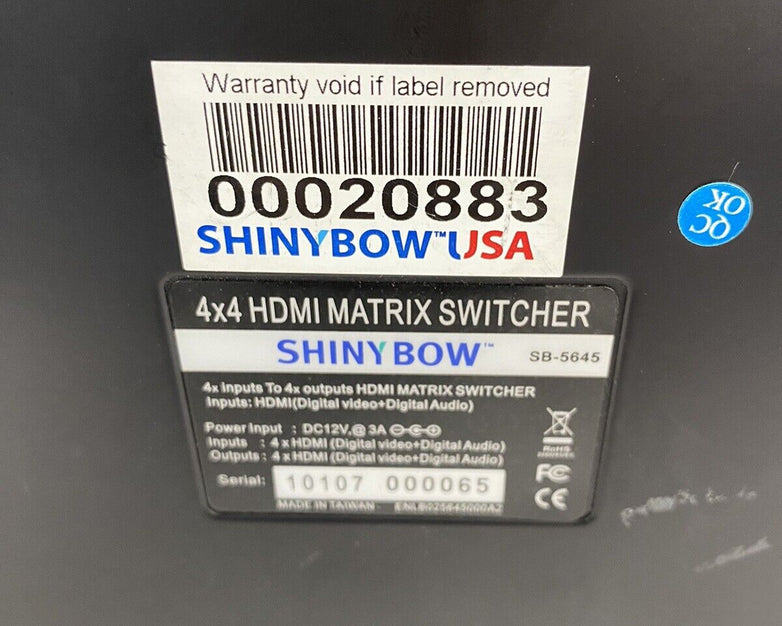 Warranty void if label removed
00020883
SHINYBOW™USA
QC
OK
4x4 HDMI MATRIX SWITCHER
SHINYBOW™ SB-5645
4x Inputs To 4x outputs HDMI MATRIX SWITCHER
Inputs: HDMI(Digital video+Digital Audio)
Power Input : DC12V,@ 3A
Inputs : 4 x HDMI (Digital video+Digital Audio)
Outputs : 4 x HDMI (Digital video+Digital Audio)
RoHS
FC
CE
Serial: 10107 000065
MADE IN TAIWAN